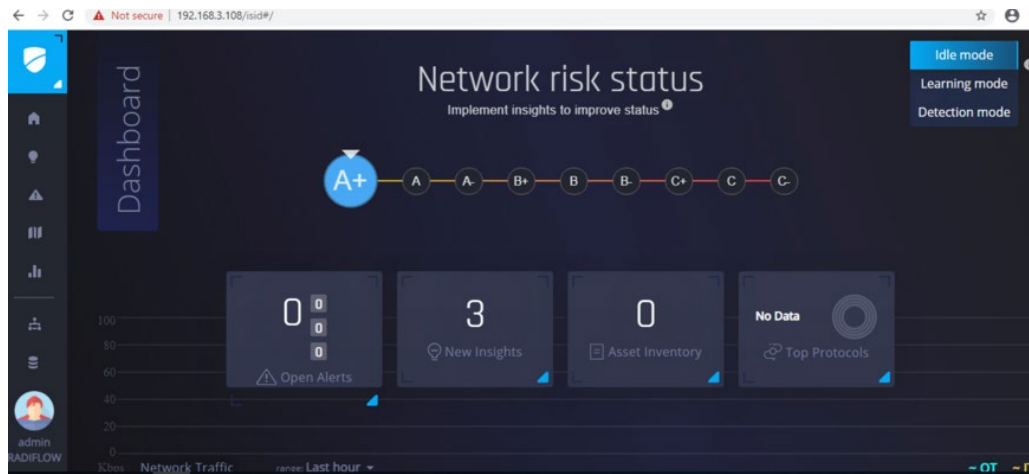 Not secure | 192.168.3.108/isid#/
Dashboard
Network risk status
Implement insights to improve status
Idle mode
Learning mode
Detection mode
A+ A A- B+ B B- C+ C C-
0 0
0
0
Open Alerts
3
New Insights
0
Asset Inventory
No Data
Top Protocols
100
80
60
40
20
0
Kbps Network Traffic range: Last hour
~ OT ~
admin
RADIFLOW